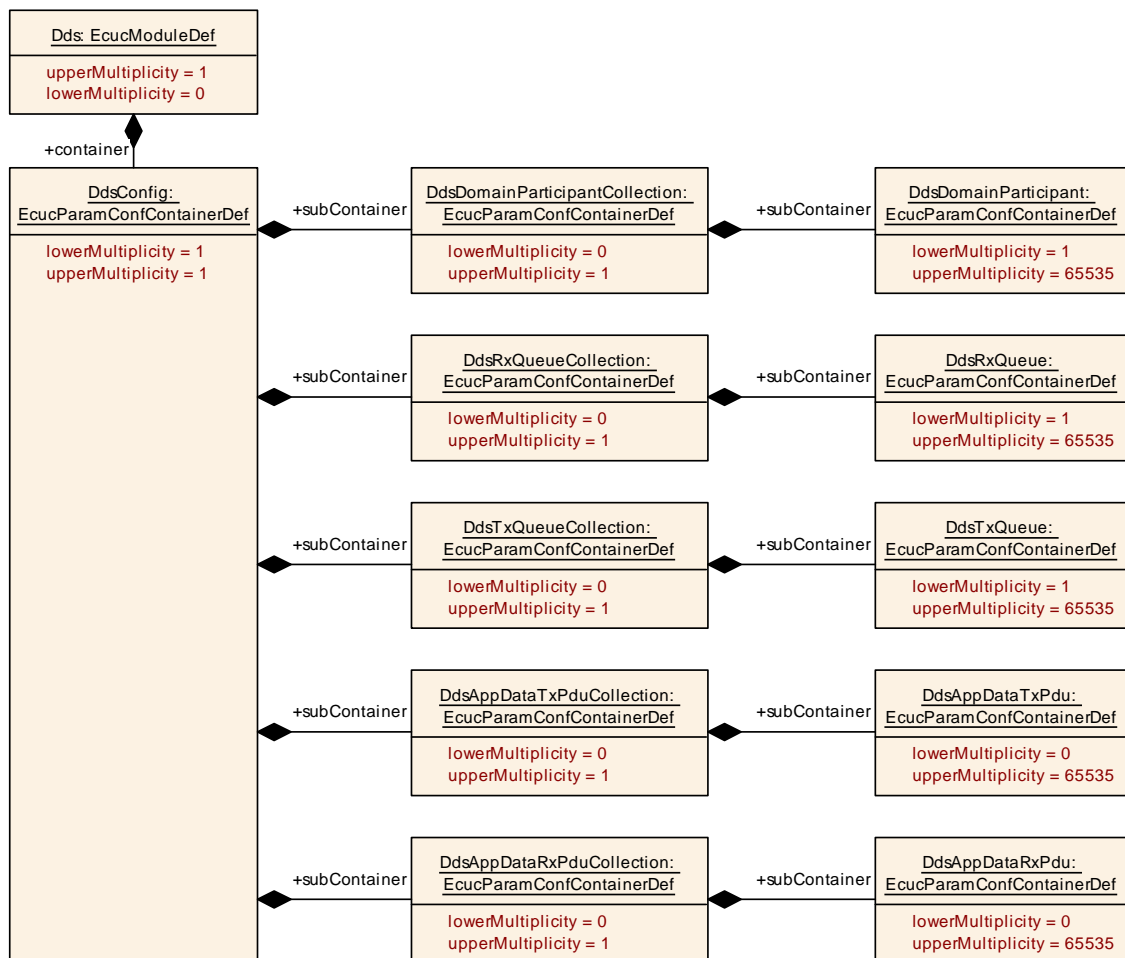 Dds: EcucModuleDef
upperMultiplicity = 1
lowerMultiplicity = 0
+container
DdsConfig:
EcucParamConfContainerDef
lowerMultiplicity = 1
upperMultiplicity = 1
+subContainer
DdsDomainParticipantCollection:
EcucParamConfContainerDef
lowerMultiplicity = 0
upperMultiplicity = 1
+subContainer
DdsDomainParticipant:
EcucParamConfContainerDef
lowerMultiplicity = 1
upperMultiplicity = 65535
+subContainer
DdsRxQueueCollection:
EcucParamConfContainerDef
lowerMultiplicity = 0
upperMultiplicity = 1
+subContainer
DdsRxQueue:
EcucParamConfContainerDef
lowerMultiplicity = 1
upperMultiplicity = 65535
+subContainer
DdsTxQueueCollection:
EcucParamConfContainerDef
lowerMultiplicity = 0
upperMultiplicity = 1
+subContainer
DdsTxQueue:
EcucParamConfContainerDef
lowerMultiplicity = 1
upperMultiplicity = 65535
+subContainer
DdsAppDataTxPduCollection:
EcucParamConfContainerDef
lowerMultiplicity = 0
upperMultiplicity = 1
+subContainer
DdsAppDataTxPdu:
EcucParamConfContainerDef
lowerMultiplicity = 0
upperMultiplicity = 65535
+subContainer
DdsAppDataRxPduCollection:
EcucParamConfContainerDef
lowerMultiplicity = 0
upperMultiplicity = 1
+subContainer
DdsAppDataRxPdu:
EcucParamConfContainerDef
lowerMultiplicity = 0
upperMultiplicity = 65535